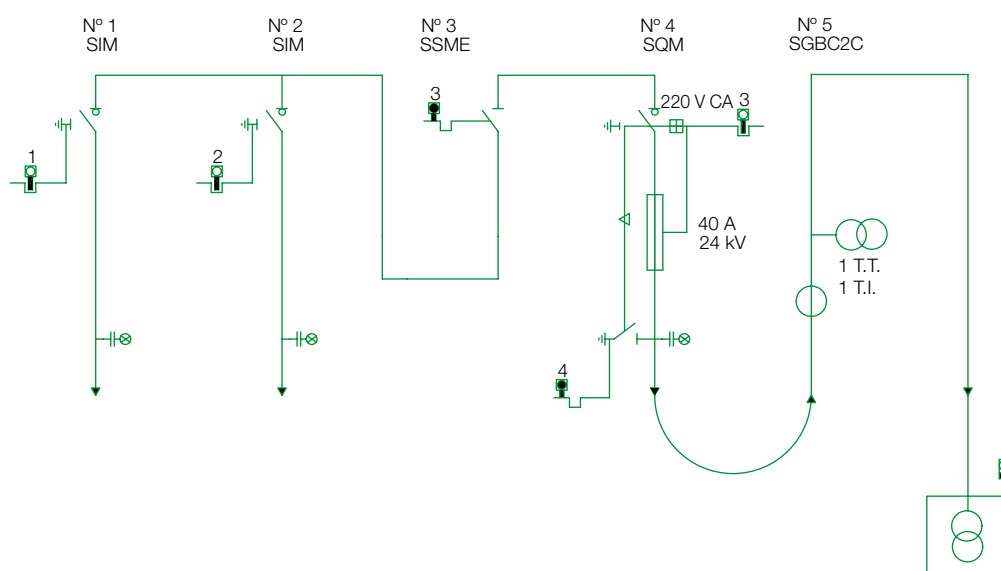 Nº 1
SIM
Nº 2
SIM
Nº 3
SSME
Nº 4
SQM
Nº 5
SGBC2C
3
220 V CA
3
1
2
40 A
24 kV
1 T.T.
1 T.I.
4